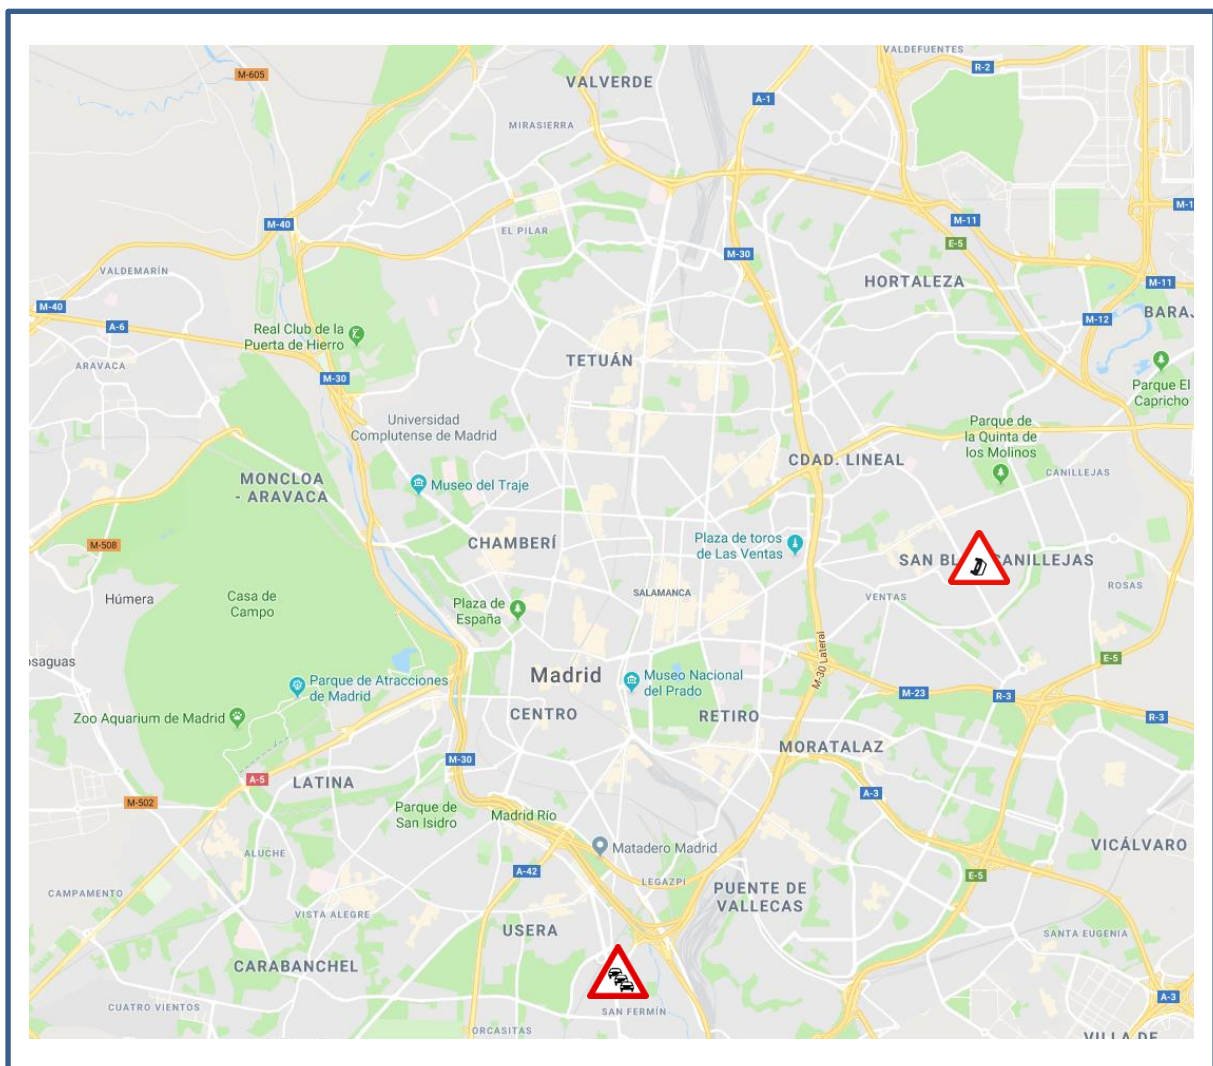 VALDEFUENTES
R-2
M-605
VALVERDE
A-1
MIRASIERRA
M-1
M-40
M-11
EL PILAR
E-5
M-30
VALDEMARÍN
HORTALEZA
M-11
M-40
BARAJ
M-12
A-6
Real Club de la
Puerta de Hierro
TETUÁN
ARAVACA
M-30
Parque El
Capricho
Universidad
Complutense de Madrid
Parque de
la Quinta de
los Molinos
CDAD. LINEAL
CANILLEJAS
MONCLOA
- ARAVACA
Museo del Traje
Plaza de toros
de Las Ventas
CHAMBERÍ
M-508
SAN BL
CANILLEJAS
ROSAS
Húmera
Casa de
Campo
SALAMANCA
VENTAS
Plaza de
España
M-30 Lateral
osaguas
E-5
Madrid
Museo Nacional
del Prado
Parque de Atracciones
de Madrid
M-23
R-3
R-3
Zoo Aquarium de Madrid
CENTRO
RETIRO
MORATALAZ
M-30
A-5
LATINA
A-3
M-502
Parque de
San Isidro
Madrid Río
Matadero Madrid
VICÁLVARO
ALUCHE
A-42
LEGAZPI
E-5
CAMPAMENTO
PUENTE DE
VALLECAS
VISTA ALEGRE
USERA
SANTA EUGENIA
CARABANCHEL
A-3
CUATRO VIENTOS
SAN FERMÍN
ORCASITAS
VILLA DE